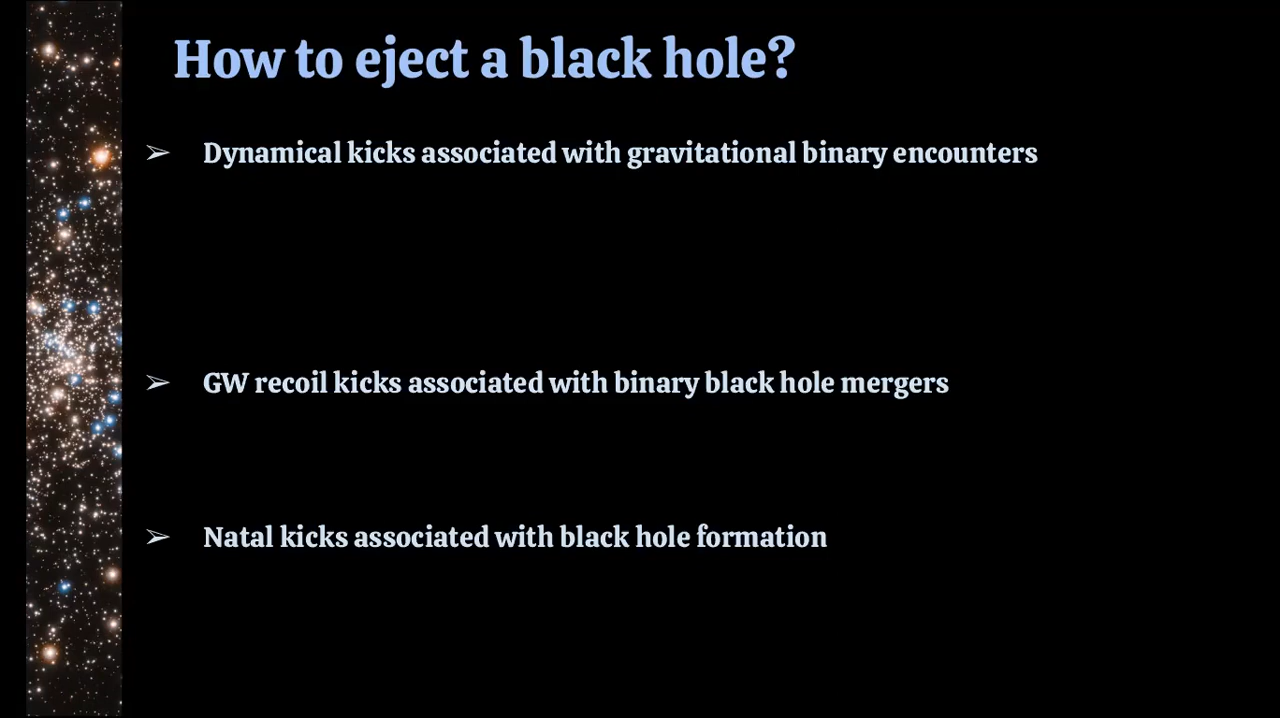 How to eject a black hole?
➢ Dynamical kicks associated with gravitational binary encounters
➢ GW recoil kicks associated with binary black hole mergers
➢ Natal kicks associated with black hole formation